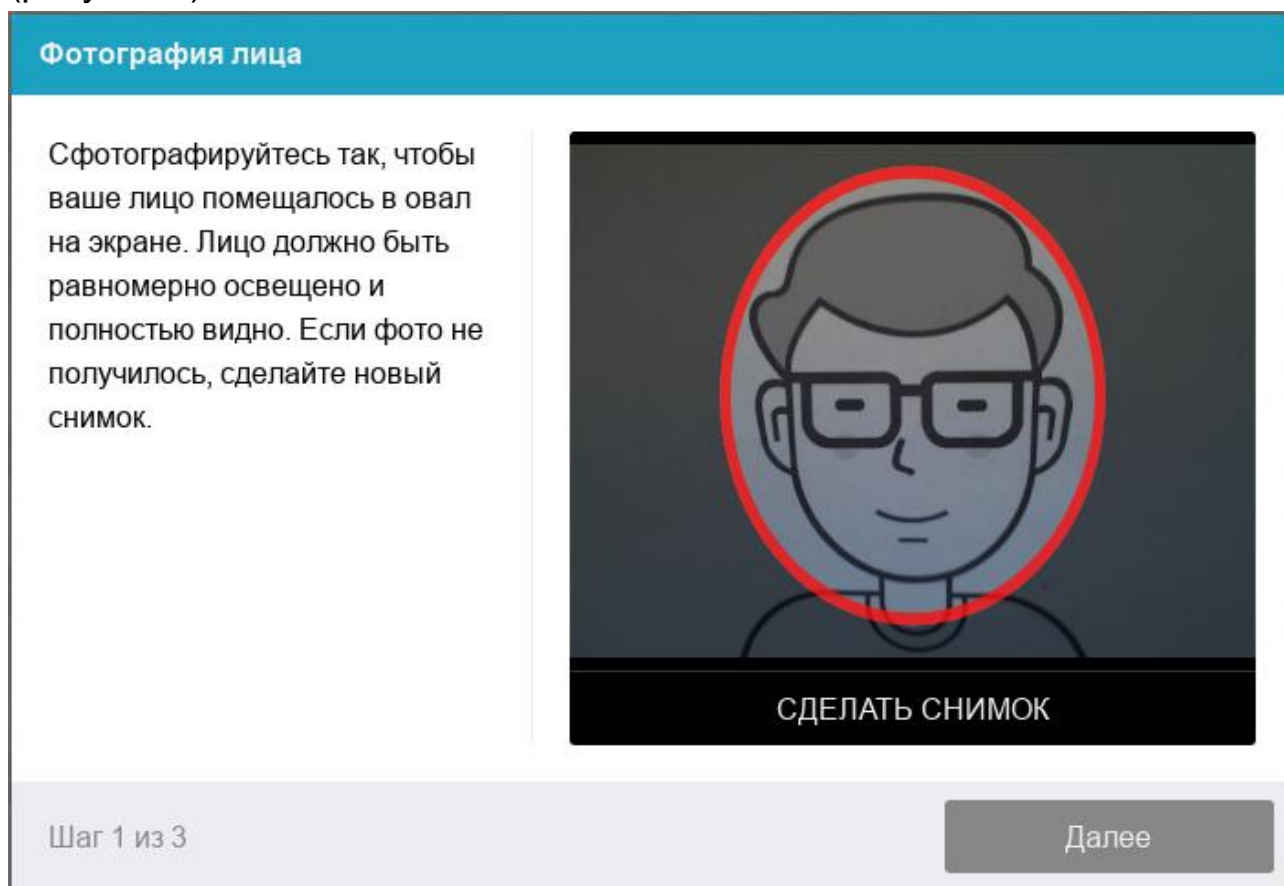 Фотография лица
Сфотографируйтесь так, чтобы
ваше лицо помещалось в овал
на экране. Лицо должно быть
равномерно освещено и
полностью видно. Если фото не
получилось, сделайте новый
снимок.
СДЕЛАТЬ СНИМОК
Шаг 1 из 3
Далее